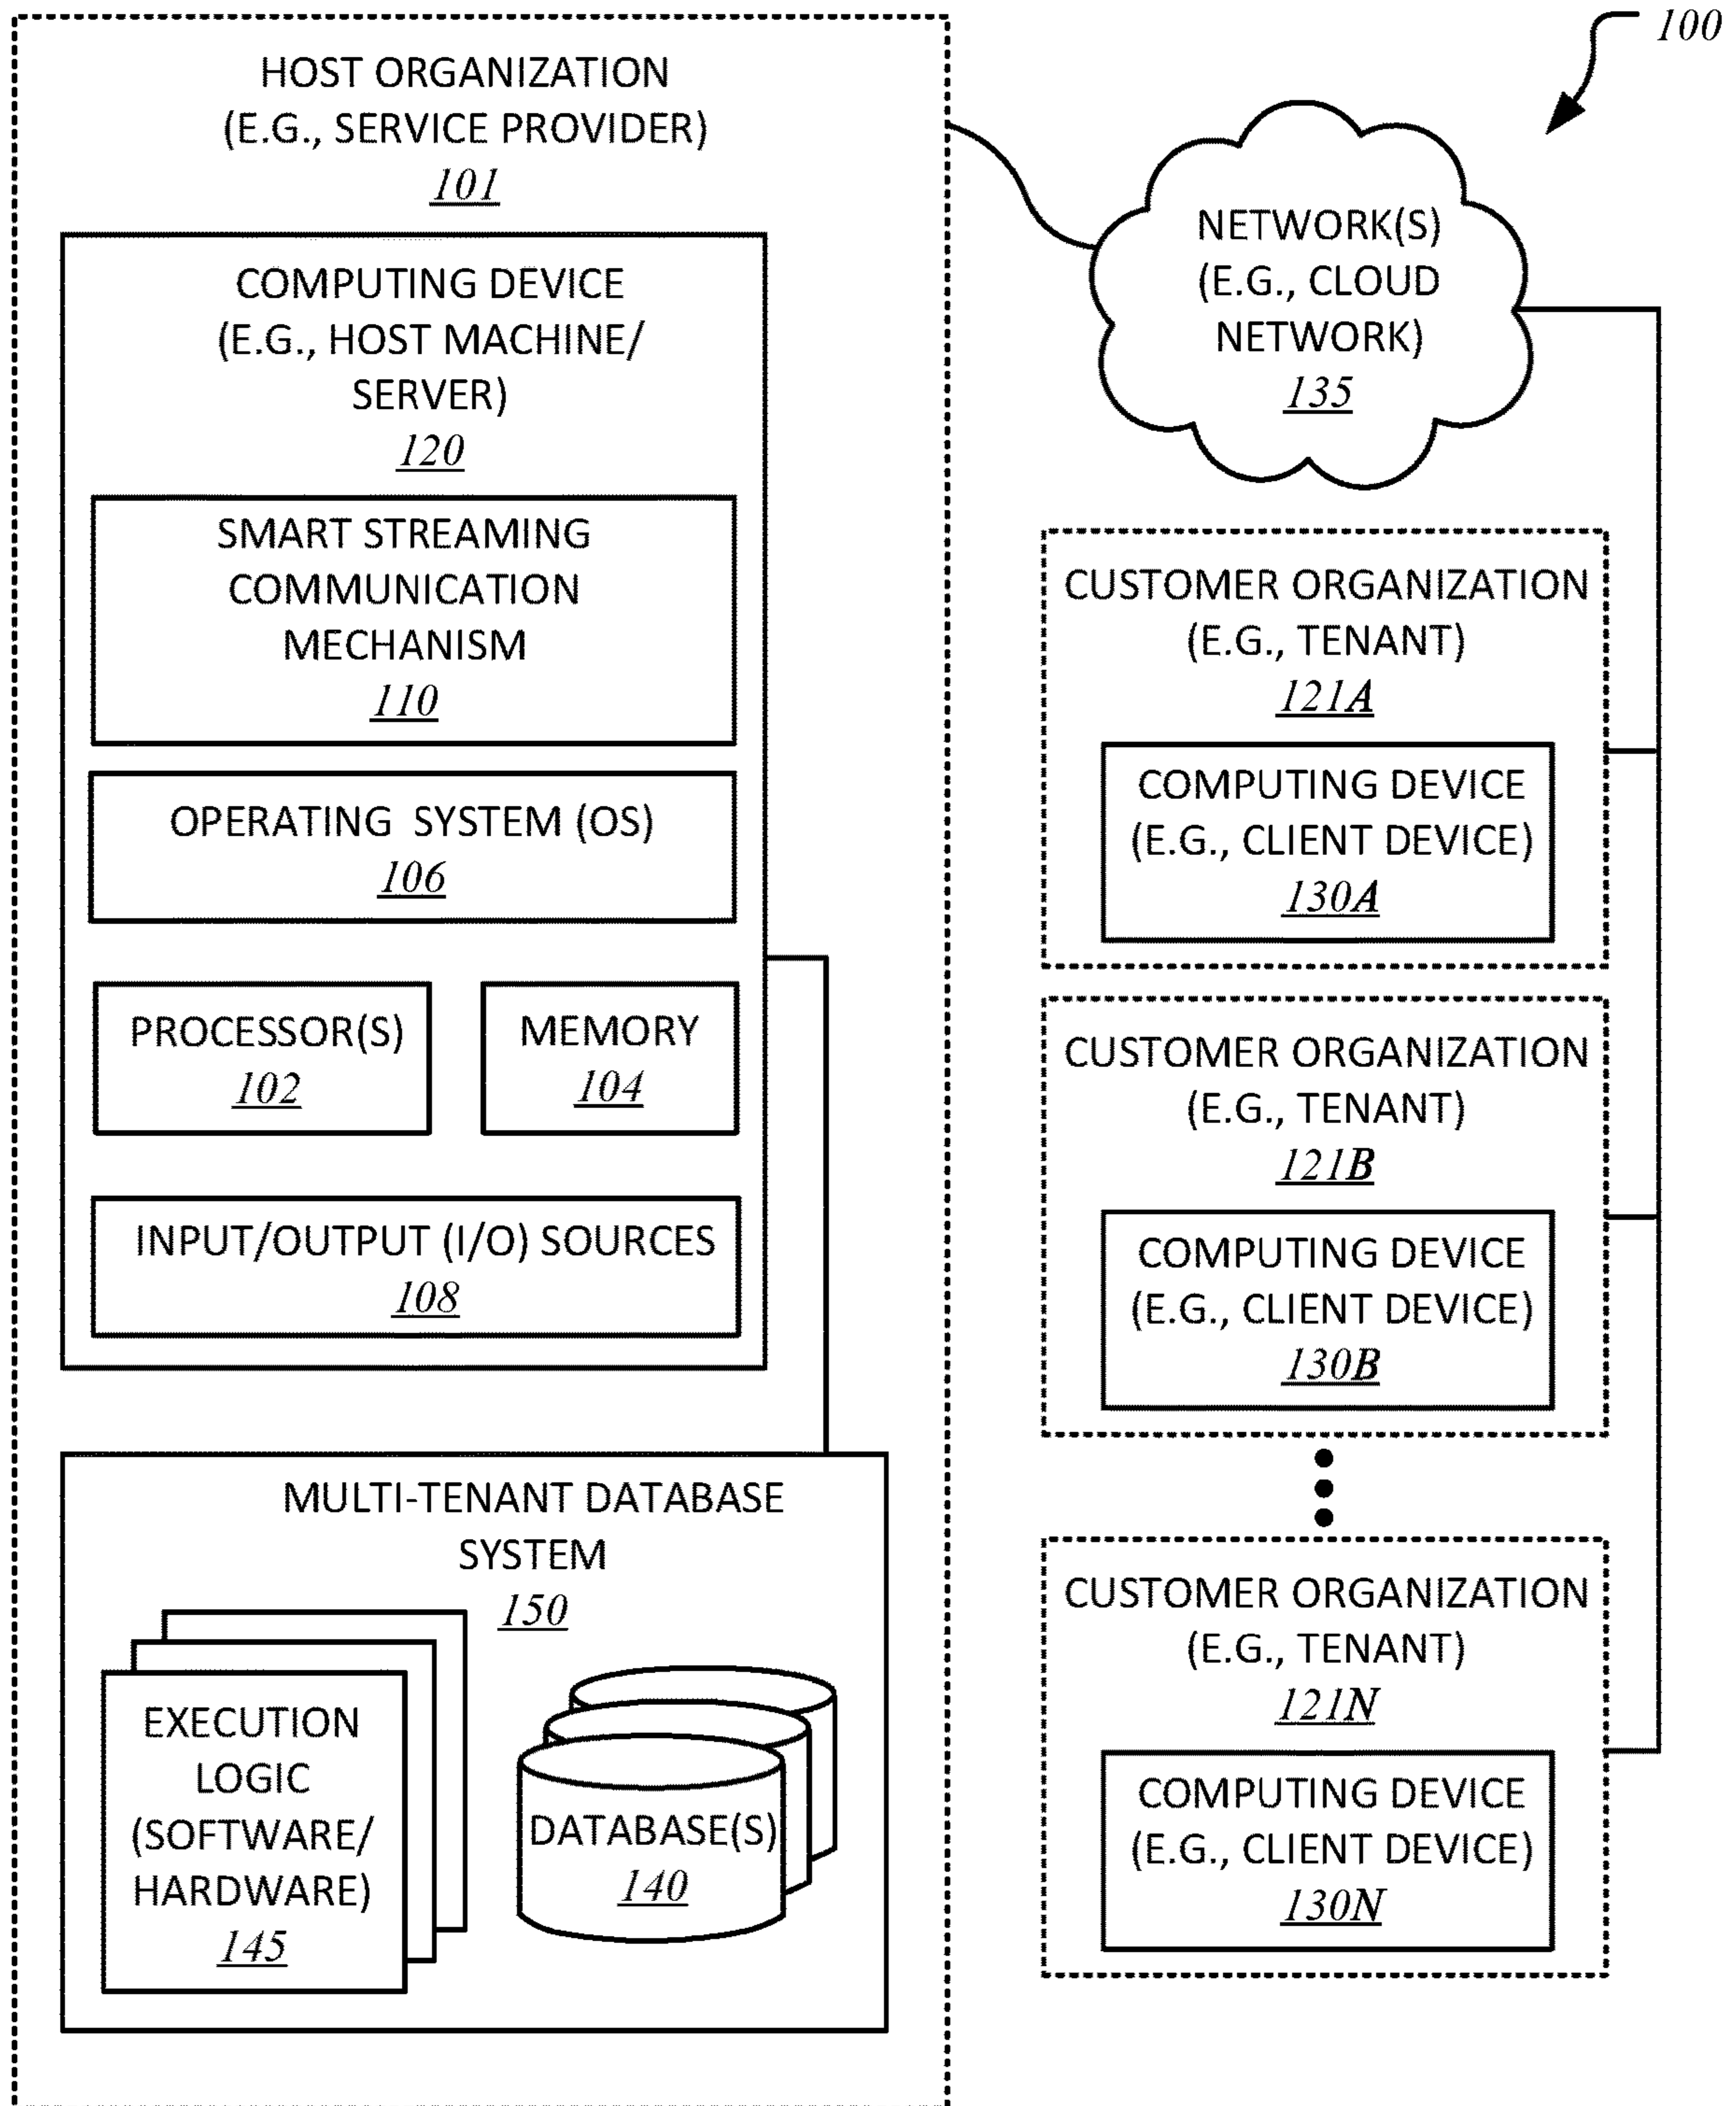 100
HOST ORGANIZATION
(E.G., SERVICE PROVIDER)
101
COMPUTING DEVICE
(E.G., HOST MACHINE/
SERVER)
120
SMART STREAMING
COMMUNICATION
MECHANISM
110
OPERATING SYSTEM (OS)
106
PROCESSOR(S)
102
MEMORY
104
INPUT/OUTPUT (I/O) SOURCES
108
MULTI-TENANT DATABASE
SYSTEM
150
EXECUTION
LOGIC
(SOFTWARE/
HARDWARE)
145
DATABASE(S)
140
NETWORK(S)
(E.G., CLOUD
NETWORK)
135
CUSTOMER ORGANIZATION
(E.G., TENANT)
121A
COMPUTING DEVICE
(E.G., CLIENT DEVICE)
130A
CUSTOMER ORGANIZATION
(E.G., TENANT)
121B
COMPUTING DEVICE
(E.G., CLIENT DEVICE)
130B
CUSTOMER ORGANIZATION
(E.G., TENANT)
121N
COMPUTING DEVICE
(E.G., CLIENT DEVICE)
130N